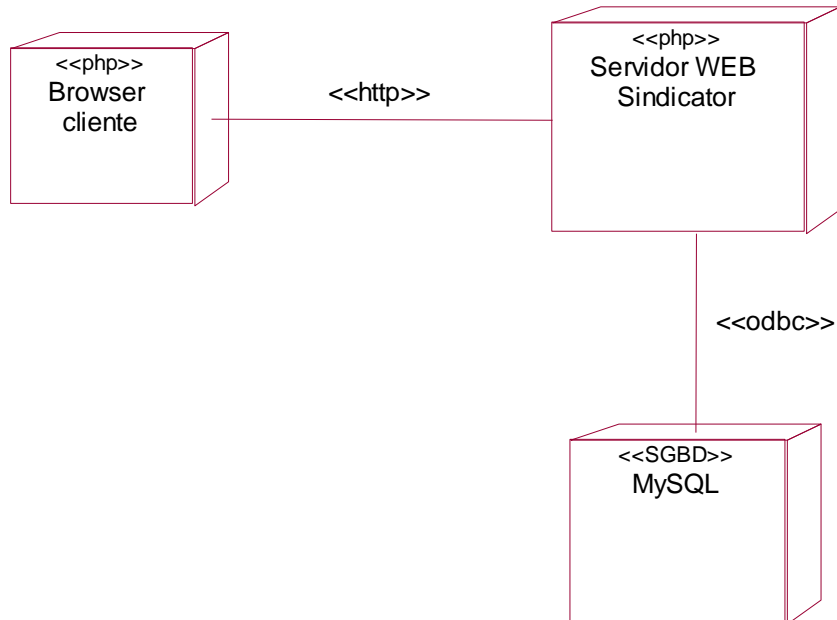 <<php>>
Browser
cliente
<<http>>
<<php>>
Servidor WEB
Sindicator
<<odbc>>
<<SGBD>>
MySQL